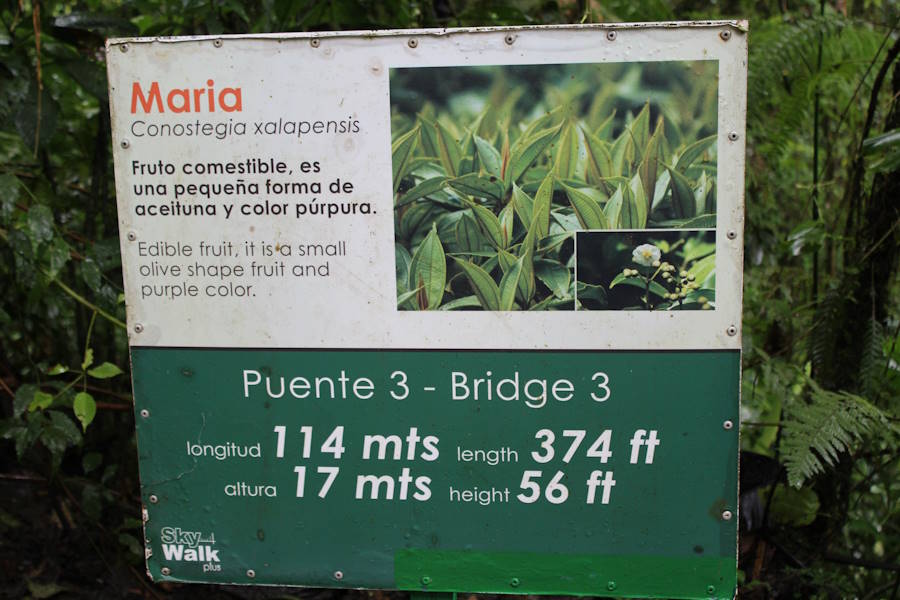 Maria
Conostegia xalapensis
Fruto comestible, es
una pequeña forma de
aceituna y color púrpura.
Edible fruit, it is a small
olive shape fruit and
purple color.
Puente 3 - Bridge 3
longitud 114 mts length 374 ft
altura 17 mts height 56 ft
Sky
Walk
plus